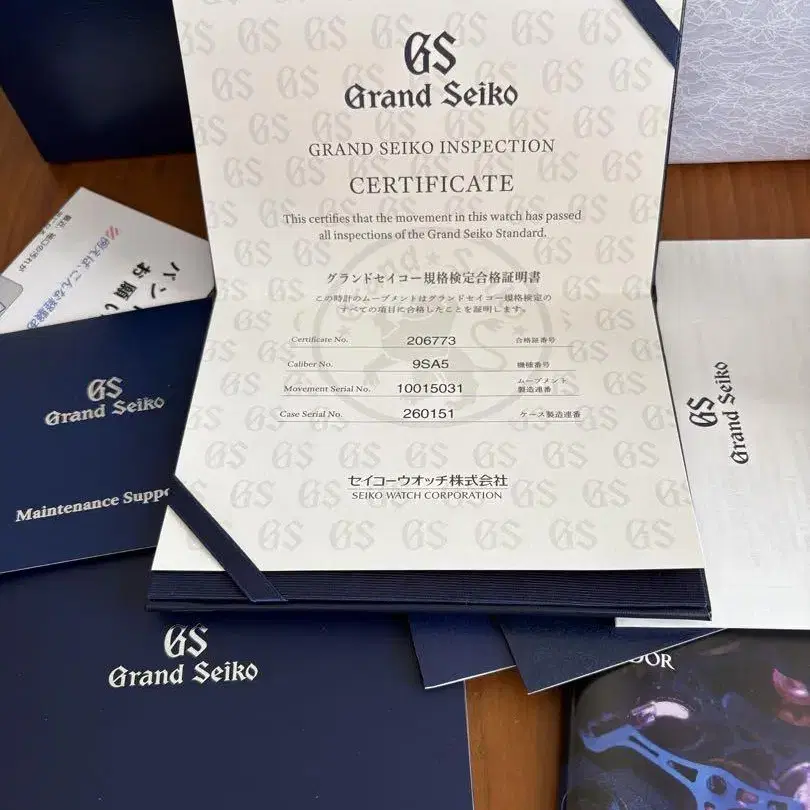 GS
Grand Seiko
GRAND SEIKO INSPECTION
CERTIFICATE
This certifies that the movement in this watch has passed
all inspections of the Grand Seiko Standard.
グランドセイコー規格検定合格証明書
この時計のムーブメントはグランドセイコー規格検定の
すべての項目に合格したことを証明します。
Certificate No. 206773 合格証番号
Caliber No. 9SA5 機種番号
Movement Serial No. 10015031 ムーブメント
製造連番
Case Serial No. 260151 ケース製造連番
セイコーウオッチ株式会社
SEIKO WATCH CORPORATION
GS
Grand Seiko
Maintenance
GS
Grand Seiko
GS
Grand Seiko
お願い